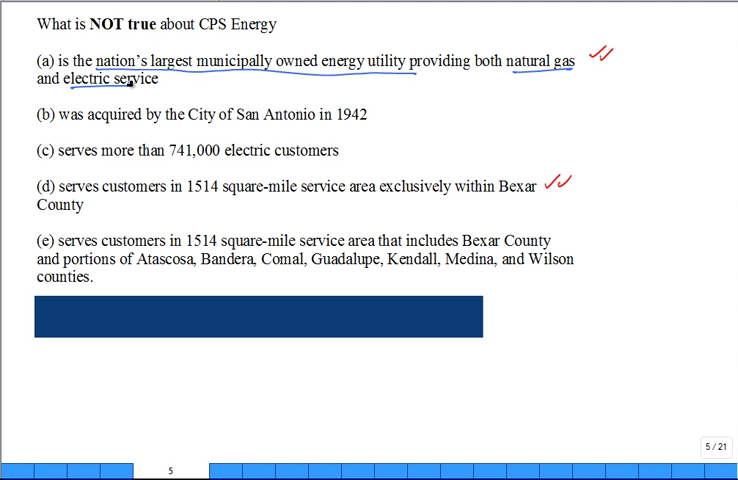 What is NOT true about CPS Energy
(a) is the nation's largest municipally owned energy utility providing both natural gas
and electric service
(b) was acquired by the City of San Antonio in 1942
(c) serves more than 741,000 electric customers
(d) serves customers in 1514 square-mile service area exclusively within Bexar
County
(e) serves customers in 1514 square-mile service area that includes Bexar County
and portions of Atascosa, Bandera, Comal, Guadalupe, Kendall, Medina, and Wilson
counties.
5 / 21
5